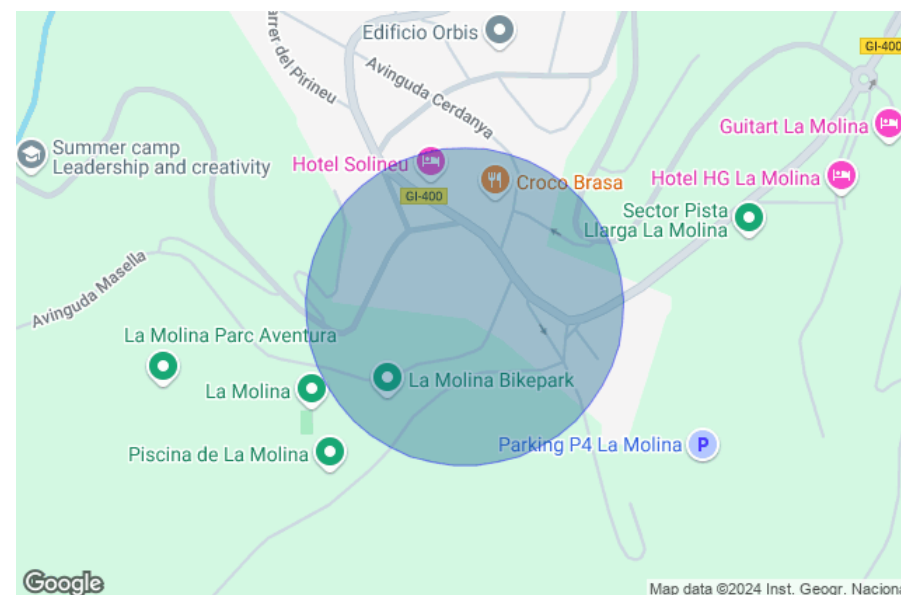 Edificio Orbis
arrer del Pirineu
Avinguda Cerdanya
GI-400
Summer camp
Leadership and creativity
Guitart La Molina
Hotel Solineu
GI-400
Croco Brasa
Hotel HG La Molina
Sector Pista
Llarga La Molina
Avinguda Masella
La Molina Parc Aventura
La Molina
La Molina Bikepark
Piscina de La Molina
Parking P4 La Molina
P
Google
Map data ©2024 Inst. Geogr. Naciona